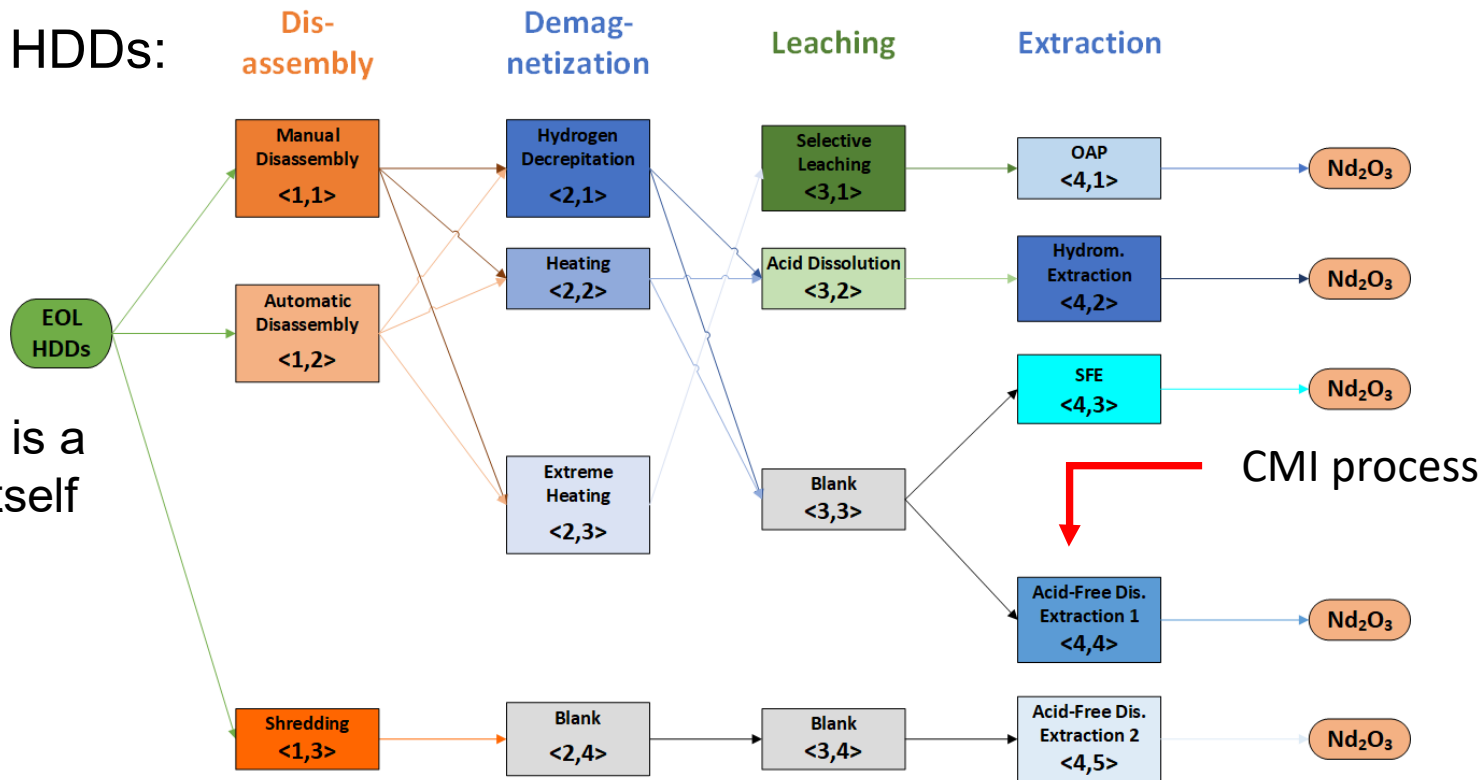 HDDs:
Dis-
assembly
Demag-
netization
Leaching
Extraction
EOL
HDDs
is a
tself
Manual
Disassembly
<1,1>
Automatic
Disassembly
<1,2>
Shredding
<1,3>
Hydrogen
Decrepitation
<2,1>
Heating
<2,2>
Extreme
Heating
<2,3>
Blank
<2,4>
Selective
Leaching
<3,1>
Acid Dissolution
<3,2>
Blank
<3,3>
Blank
<3,4>
OAP
<4,1>
Hydrom.
Extraction
<4,2>
SFE
<4,3>
CMI process
Acid-Free Dis.
Extraction 1
<4,4>
Acid-Free Dis.
Extraction 2
<4,5>
Nd₂O₃
Nd₂O₃
Nd₂O₃
Nd₂O₃
Nd₂O₃